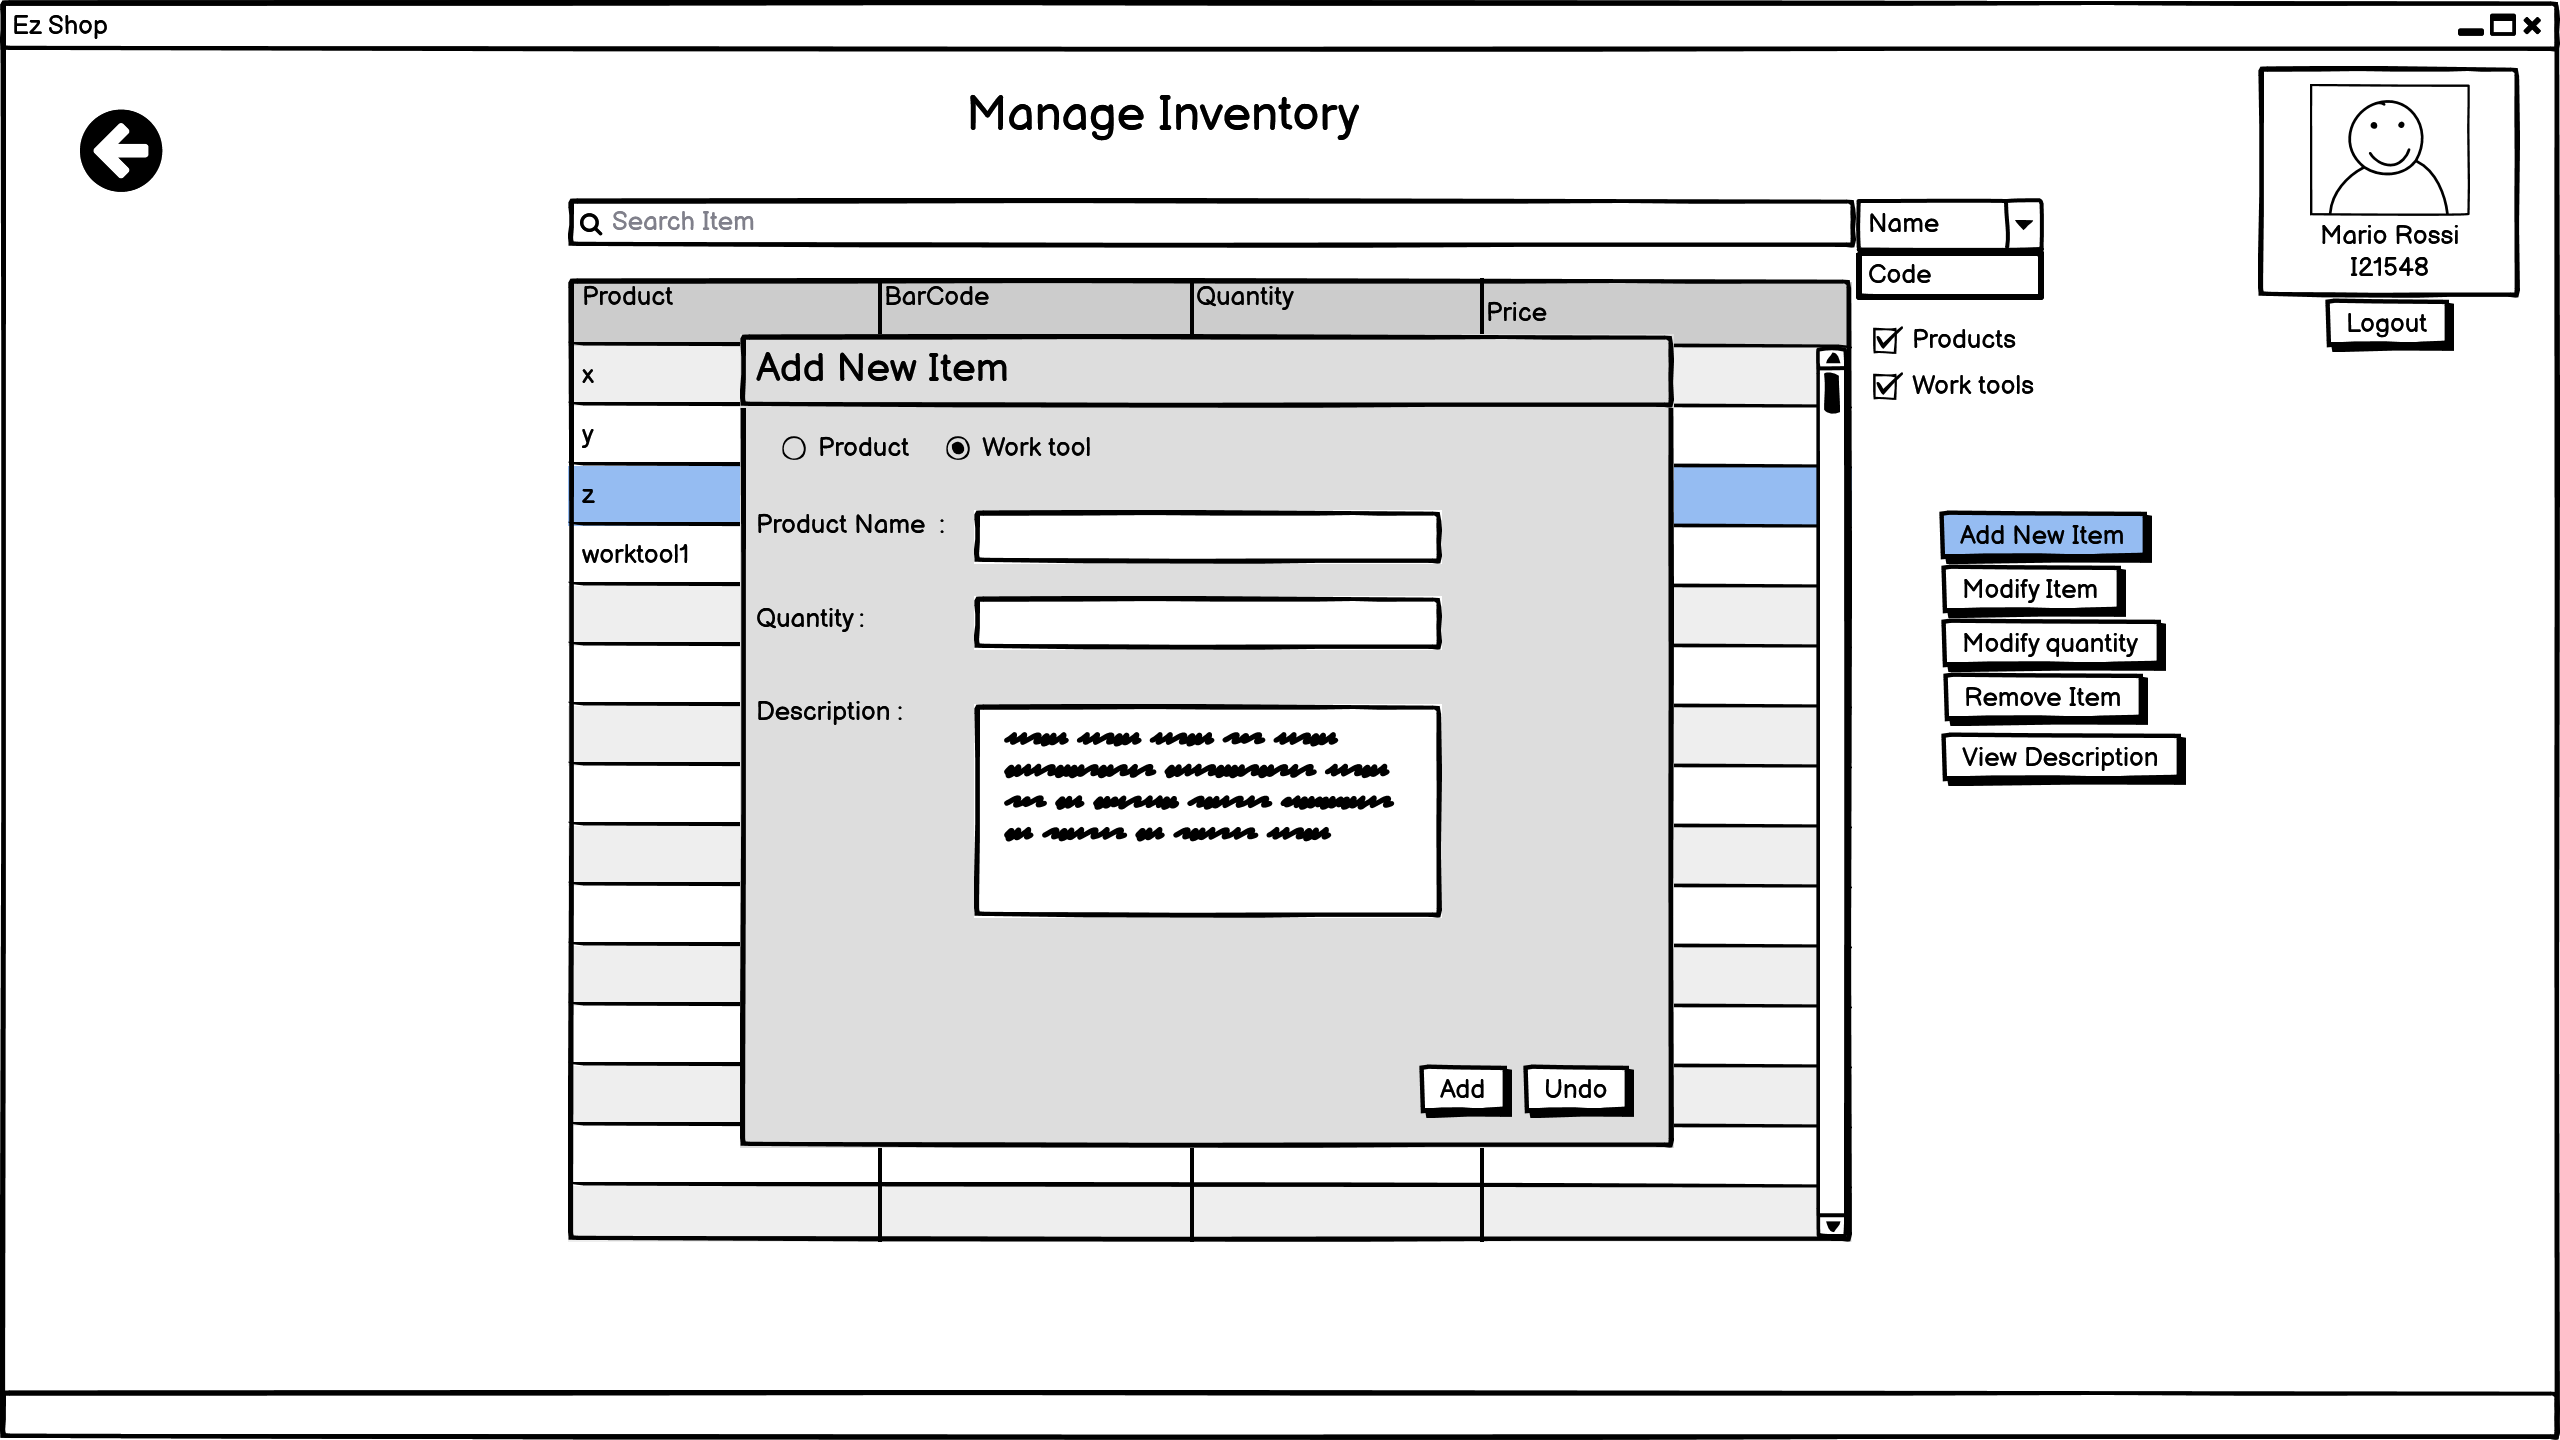 Ez Shop
Manage Inventory
Mario Rossi
I21548
Logout
Search Item
Name
Code
Products
Work tools
Product BarCode Quantity Price
x
y
z
worktool1
Add New Item
Product Work tool
Product Name :
Quantity :
Description :
Add Undo
Add New Item
Modify Item
Modify quantity
Remove Item
View Description